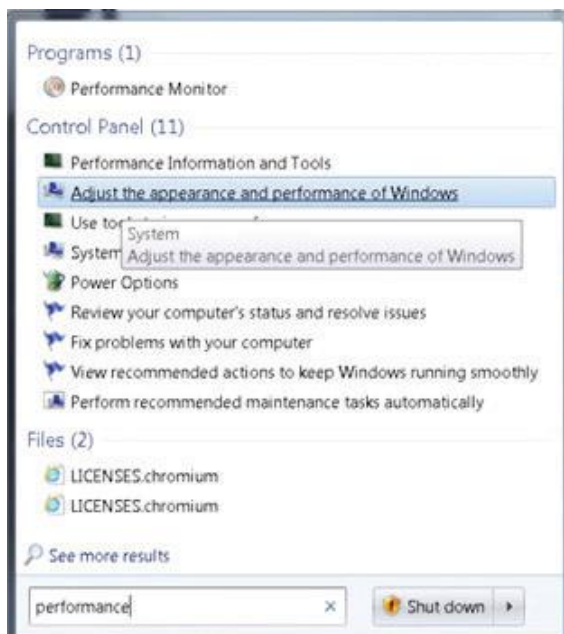 Programs (1)
Performance Monitor
Control Panel (11)
Performance Information and Tools
Adjust the appearance and performance of Windows
Use
System
System
Adjust the appearance and performance of Windows
Power Options
Review your computer's status and resolve issues
Fix problems with your computer
View recommended actions to keep Windows running smoothly
Perform recommended maintenance tasks automatically
Files (2)
LICENSES.chromium
LICENSES.chromium
See more results
performance
Shut down